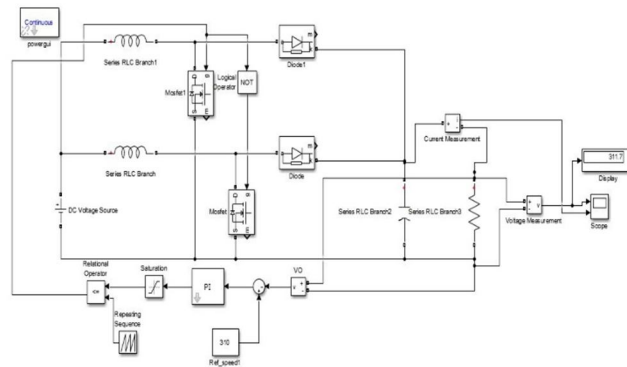 Continuous
powergui
Series RLC Branch1
Diode1
Mosfet1
Logical
Operator
NOT
Series RLC Branch
Diode
Mosfet
DC Voltage Source
Current Measurement
311.7
Display
Voltage Measurement
Scope
Series RLC Branch2
Series RLC Branch3
Relational
Operator
Saturation
PI
VO
Repeating
Sequence
310
Ref_speed1